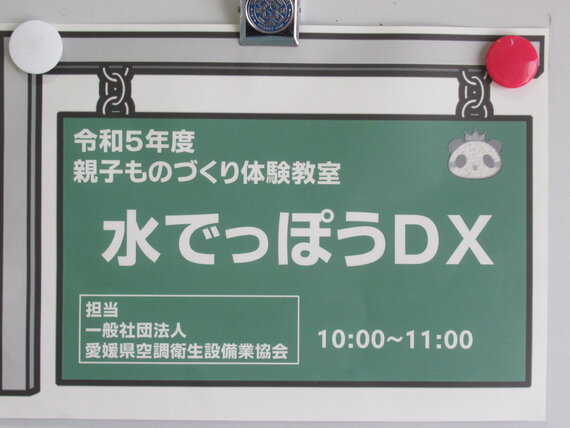 令和5年度
親子ものづくり体験教室
水でっぽうDX
担当
一般社団法人
愛媛県空調衛生設備業協会
10:00~11:00